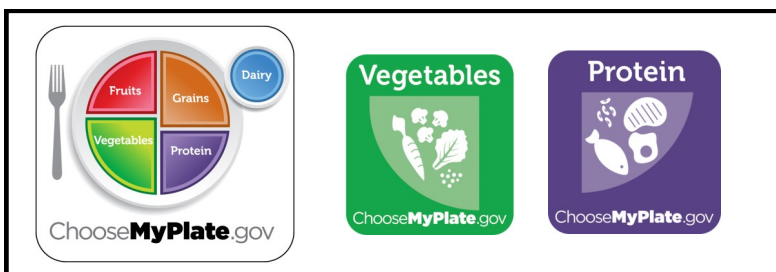 Fruits
Grains
Dairy
Vegetables
Protein
ChooseMyPlate.gov
Vegetables
ChooseMyPlate.gov
Protein
ChooseMyPlate.gov